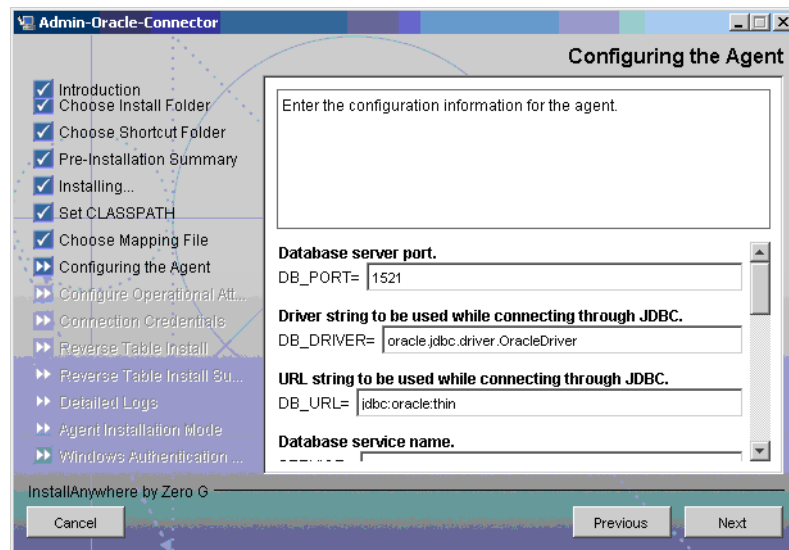 Admin-Oracle-Connector
Configuring the Agent
Introduction
Choose Install Folder
Choose Shortcut Folder
Pre-Installation Summary
Installing...
Set CLASSPATH
Choose Mapping File
Configuring the Agent
Configure Operational Att...
Connection Credentials
Reverse Table Install
Reverse Table Install Su...
Detailed Logs
Agent Installation Mode
Windows Authentication ...
Enter the configuration information for the agent.
Database server port.
DB_PORT= 1521
Driver string to be used while connecting through JDBC.
DB_DRIVER= oracle.jdbc.driver.OracleDriver
URL string to be used while connecting through JDBC.
DB_URL= jdbc:oracle:thin
Database service name.
InstallAnywhere by Zero G
Cancel
Previous
Next